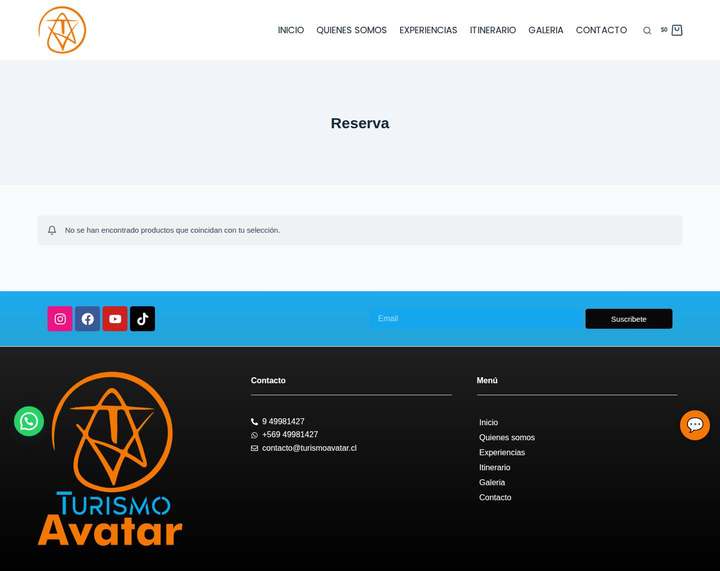 INICIO QUIENES SOMOS EXPERIENCIAS ITINERARIO GALERIA CONTACTO $0
Reserva
No se han encontrado productos que coincidan con tu selección.
Email
Suscribete
Contacto
9 49981427
+569 49981427
contacto@turismoavatar.cl
Menú
Inicio
Quienes somos
Experiencias
Itinerario
Galeria
Contacto
TURISMO
Avatar